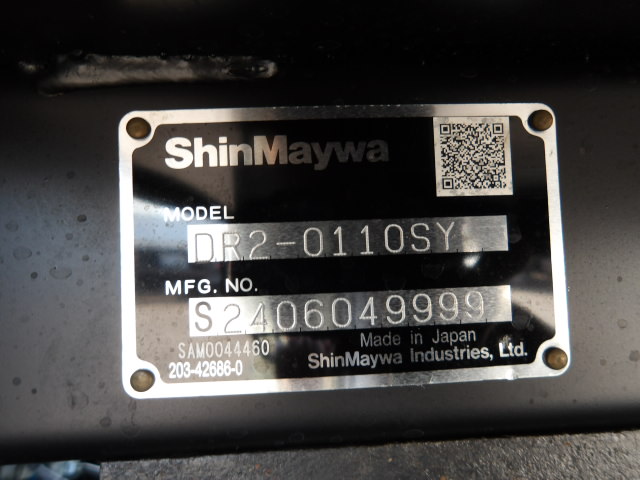 ShinMaywa
MODEL
DR2-0110SY
MFG. NO.
S2406049999
SAM0044460
Made in Japan
203-42686-0
ShinMaywa Industries, Ltd.